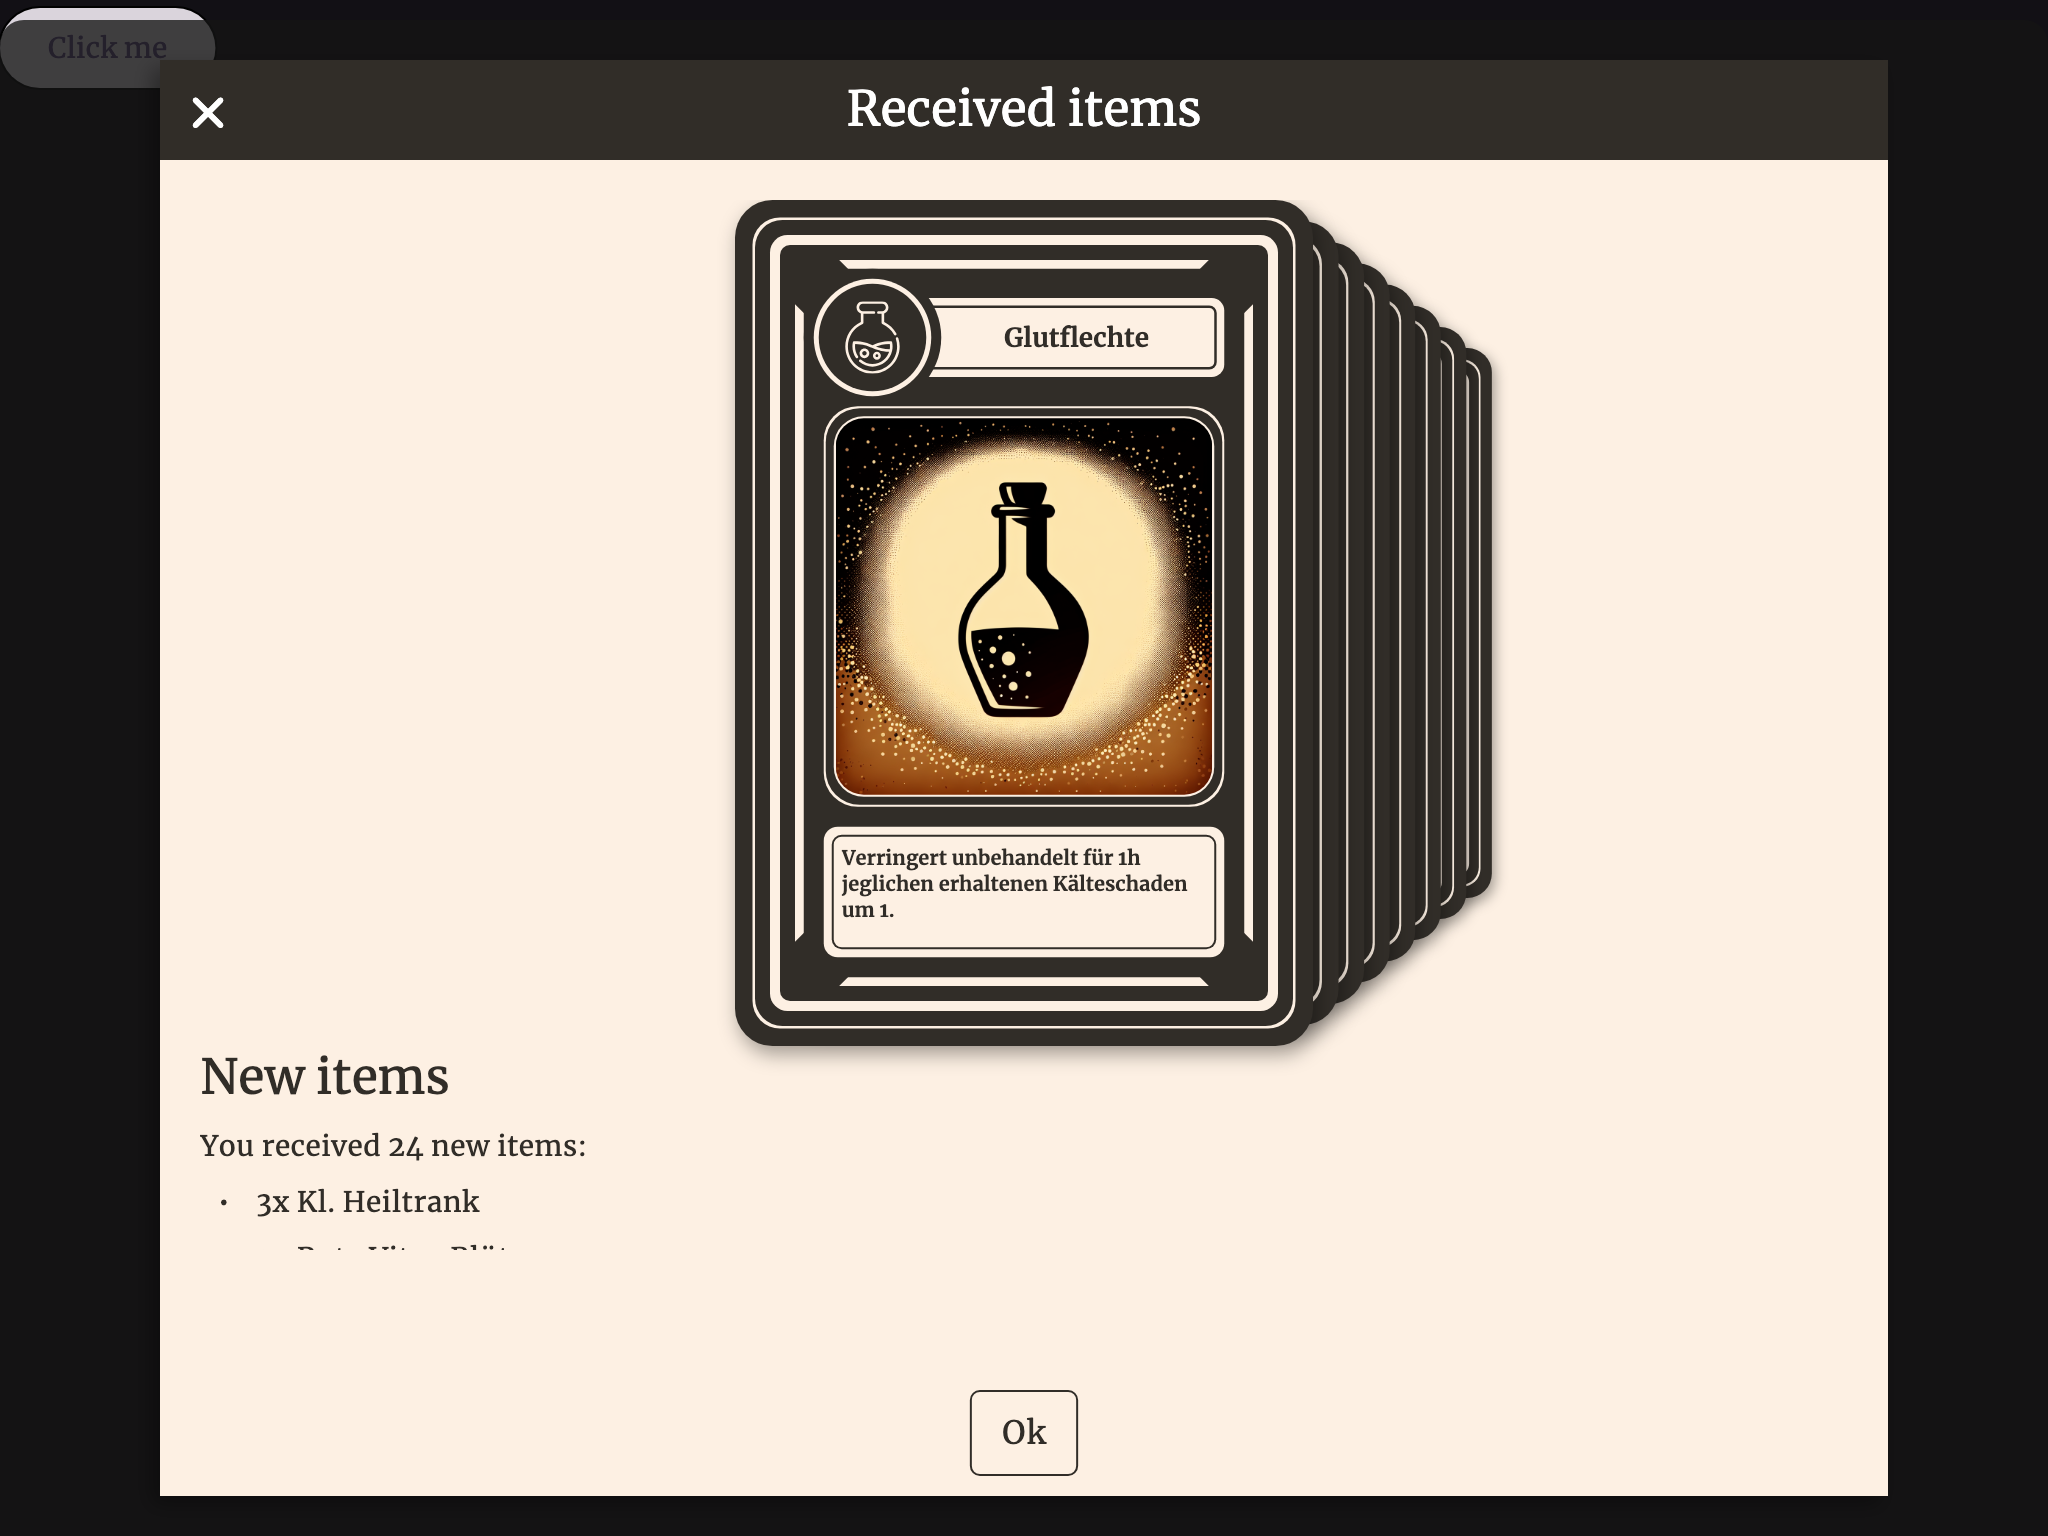 Click me
Received items
Glutflechte
Verringert unbehandelt für 1h
jeglichen erhaltenen Kälteschaden
um 1.
New items
You received 24 new items:
• 3x Kl. Heiltrank
Ok